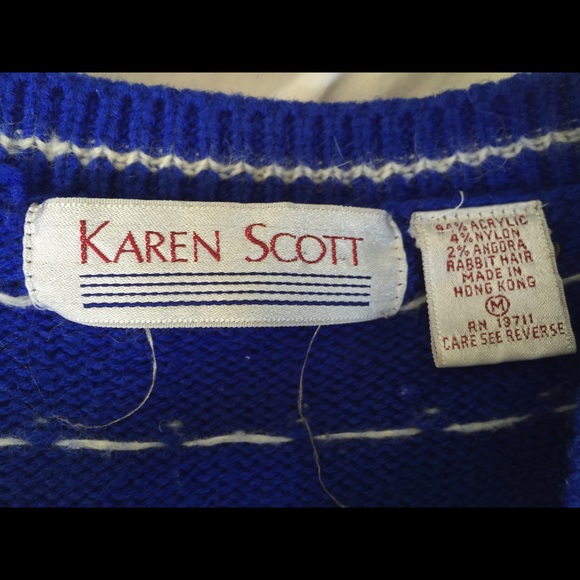 KAREN SCOTT
94% ACRYLIC
4% NYLON
2% ANGORA
RABBIT HAIR
MADE IN
HONG KONG
M
RN 13711
CARE SEE REVERSE